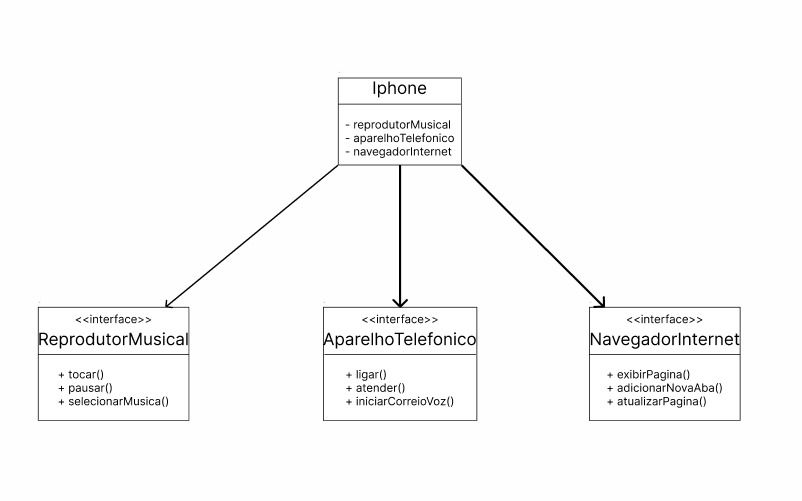 Iphone
- reprodutorMusical
- aparelhoTelefonico
- navegadorInternet
<<interface>>
ReprodutorMusical
+ tocar()
+ pausar()
+ selecionarMusica()
<<interface>>
AparelhoTelefonico
+ ligar()
+ atender()
+ iniciarCorreioVoz()
<<interface>>
NavegadorInternet
+ exibirPagina()
+ adicionarNovaAba()
+ atualizarPagina()